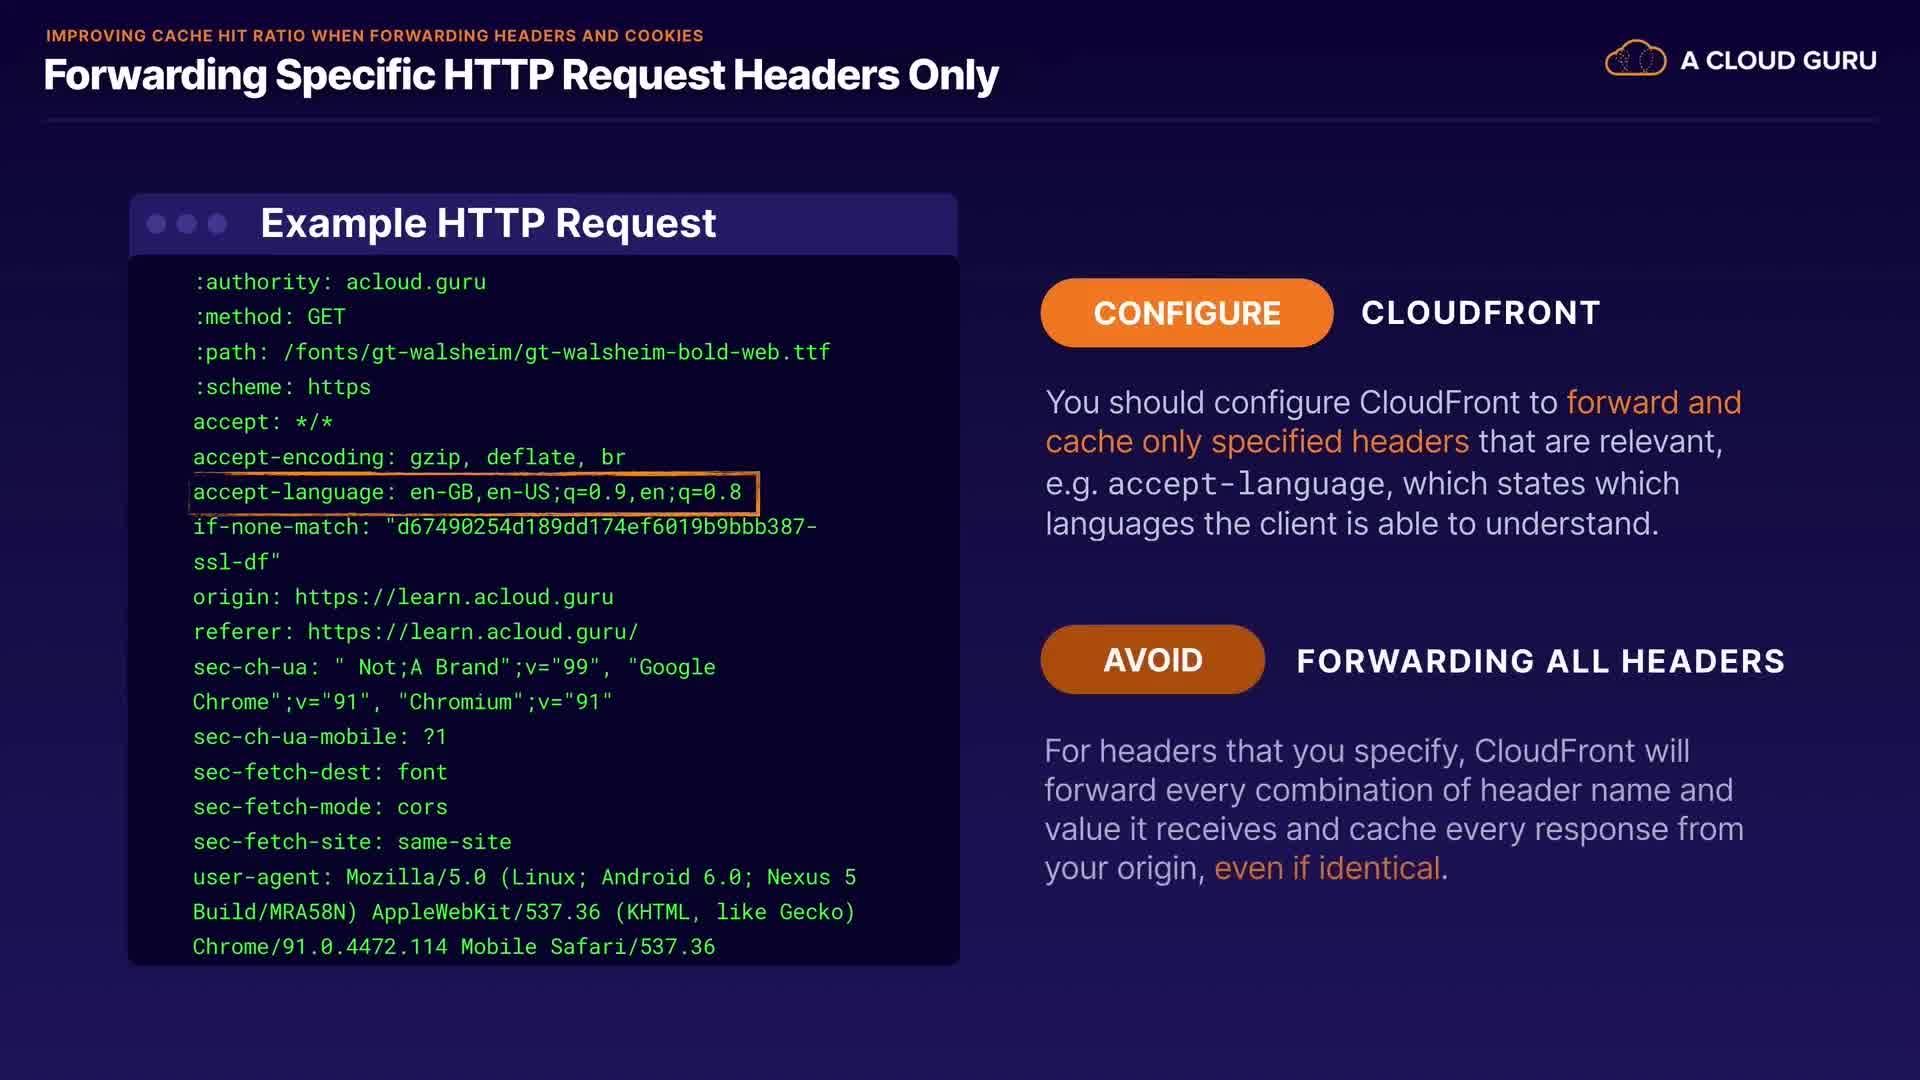 IMPROVING CACHE HIT RATIO WHEN FORWARDING HEADERS AND COOKIES
Forwarding Specific HTTP Request Headers Only
A CLOUD GURU
Example HTTP Request
:authority: acloud.guru
:method: GET
:path: /fonts/gt-walsheim/gt-walsheim-bold-web.ttf
:scheme: https
accept: */*
accept-encoding: gzip, deflate, br
accept-language: en-GB,en-US;q=0.9,en;q=0.8
if-none-match: "d67490254d189dd174ef6019b9bbb387-
ssl-df"
origin: https://learn.acloud.guru
referer: https://learn.acloud.guru/
sec-ch-ua: " Not;A Brand";v="99", "Google
Chrome";v="91", "Chromium";v="91"
sec-ch-ua-mobile: ?1
sec-fetch-dest: font
sec-fetch-mode: cors
sec-fetch-site: same-site
user-agent: Mozilla/5.0 (Linux; Android 6.0; Nexus 5
Build/MRA58N) AppleWebKit/537.36 (KHTML, like Gecko)
Chrome/91.0.4472.114 Mobile Safari/537.36
CONFIGURE CLOUDFRONT
You should configure CloudFront to forward and
cache only specified headers that are relevant,
e.g. accept-language, which states which
languages the client is able to understand.
AVOID FORWARDING ALL HEADERS
For headers that you specify, CloudFront will
forward every combination of header name and
value it receives and cache every response from
your origin, even if identical.